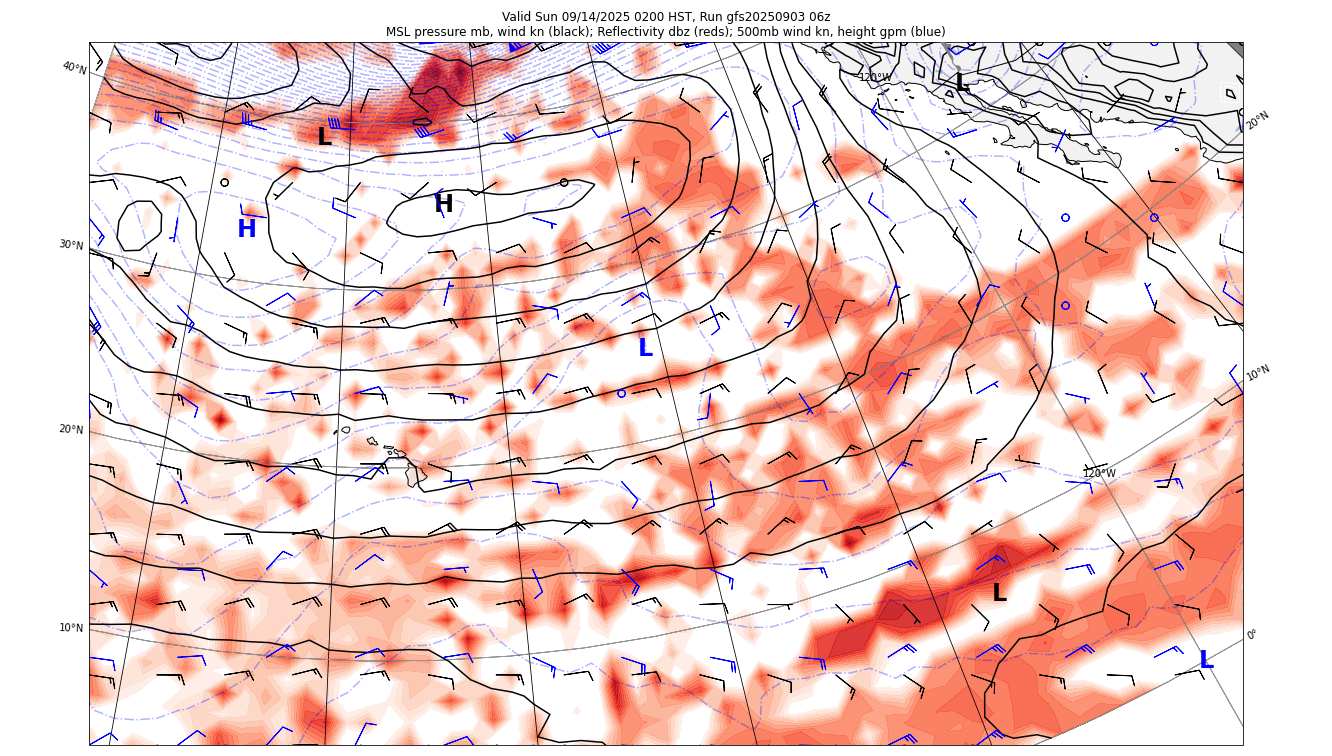 Valid Sun 09/14/2025 0200 HST, Run gfs20250903 06z
MSL pressure mb, wind kn (black); Reflectivity dbz (reds); 500mb wind kn, height gpm (blue)
40°N
120°W
L
20°N
L
H
H
30°N
L
10°N
20°N
120°W
L
10°N
0°
L